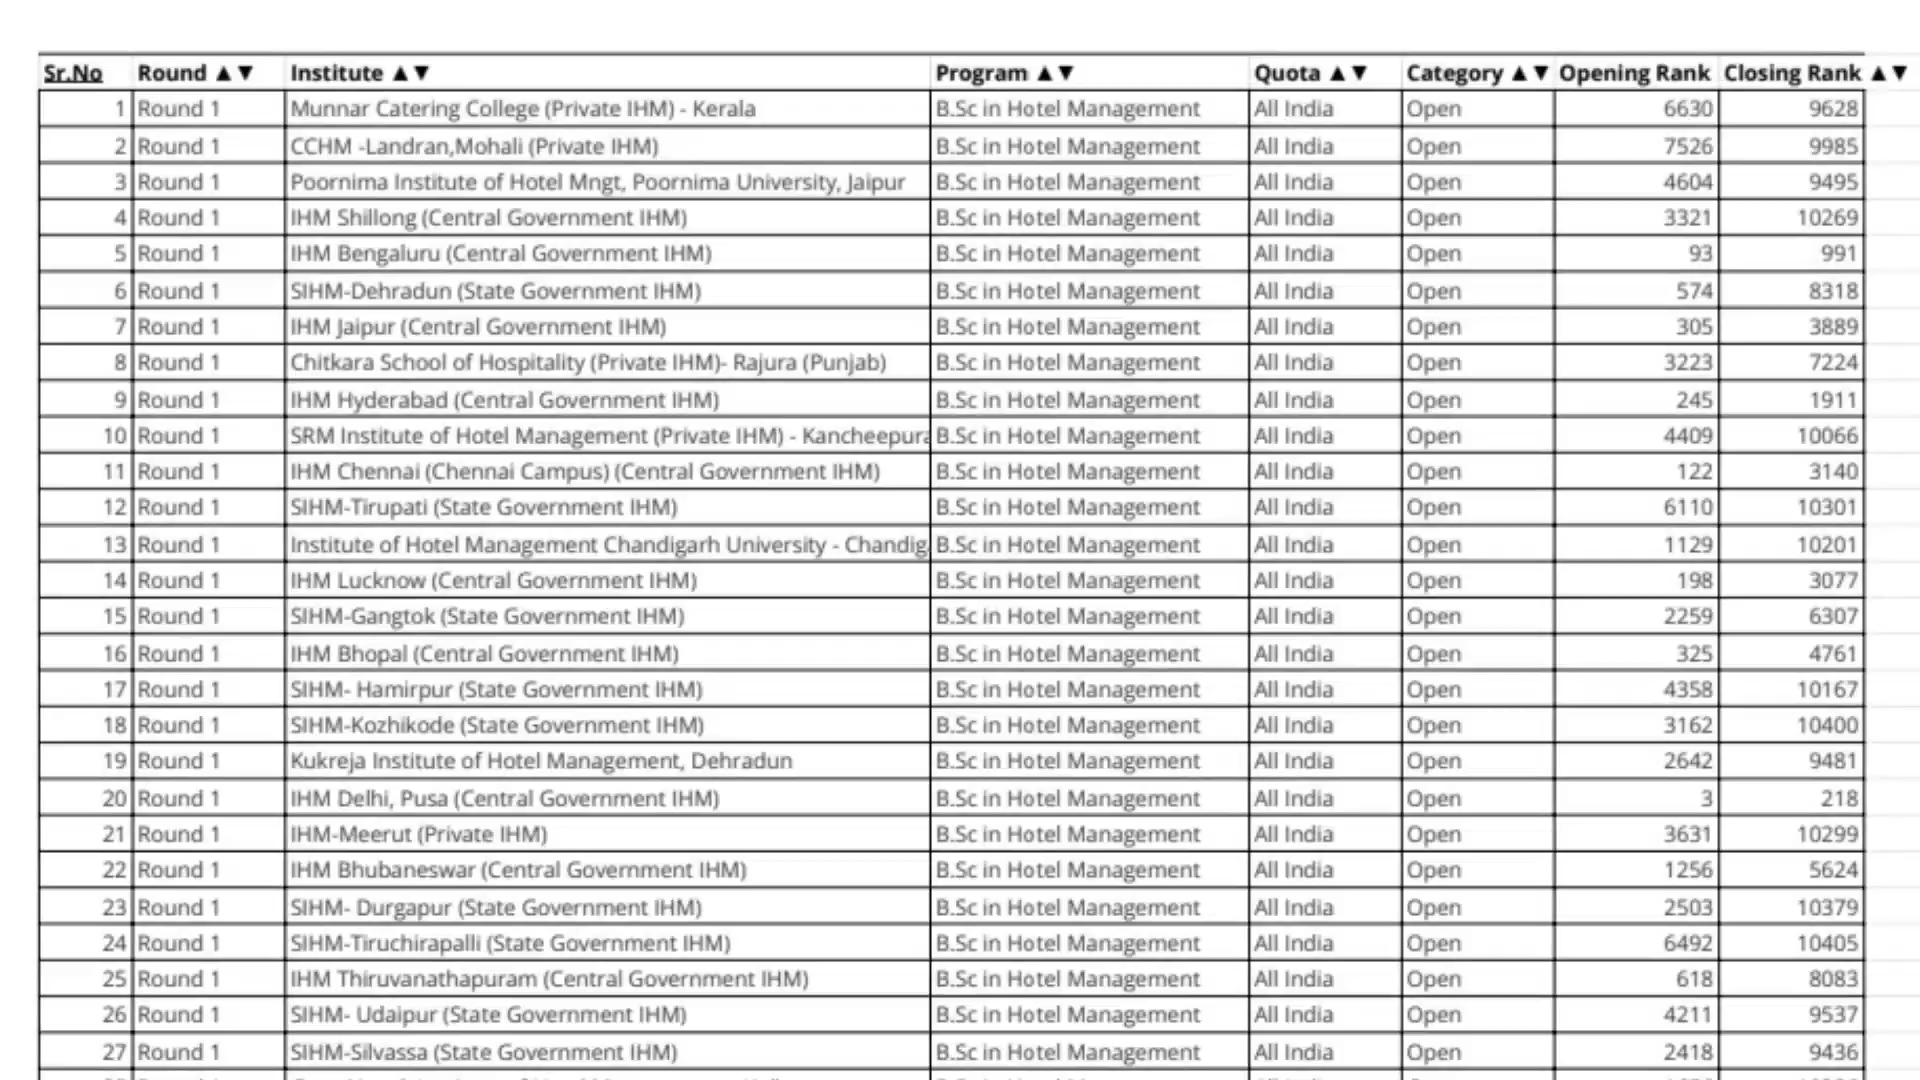 Sr.No Round ▲▼ Institute ▲▼ Program ▲▼ Quota ▲▼ Category ▲▼ Opening Rank Closing Rank ▲▼
1 Round 1 Munnar Catering College (Private IHM) - Kerala B.Sc in Hotel Management All India Open 6630 9628
2 Round 1 CCHM -Landran,Mohali (Private IHM) B.Sc in Hotel Management All India Open 7526 9985
3 Round 1 Poornima Institute of Hotel Mngt, Poornima University, Jaipur B.Sc in Hotel Management All India Open 4604 9495
4 Round 1 IHM Shillong (Central Government IHM) B.Sc in Hotel Management All India Open 3321 10269
5 Round 1 IHM Bengaluru (Central Government IHM) B.Sc in Hotel Management All India Open 93 991
6 Round 1 SIHM-Dehradun (State Government IHM) B.Sc in Hotel Management All India Open 574 8318
7 Round 1 IHM Jaipur (Central Government IHM) B.Sc in Hotel Management All India Open 305 3889
8 Round 1 Chitkara School of Hospitality (Private IHM)- Rajura (Punjab) B.Sc in Hotel Management All India Open 3223 7224
9 Round 1 IHM Hyderabad (Central Government IHM) B.Sc in Hotel Management All India Open 245 1911
10 Round 1 SRM Institute of Hotel Management (Private IHM) - Kancheepura B.Sc in Hotel Management All India Open 4409 10066
11 Round 1 IHM Chennai (Chennai Campus) (Central Government IHM) B.Sc in Hotel Management All India Open 122 3140
12 Round 1 SIHM-Tirupati (State Government IHM) B.Sc in Hotel Management All India Open 6110 10301
13 Round 1 Institute of Hotel Management Chandigarh University - Chandig B.Sc in Hotel Management All India Open 1129 10201
14 Round 1 IHM Lucknow (Central Government IHM) B.Sc in Hotel Management All India Open 198 3077
15 Round 1 SIHM-Gangtok (State Government IHM) B.Sc in Hotel Management All India Open 2259 6307
16 Round 1 IHM Bhopal (Central Government IHM) B.Sc in Hotel Management All India Open 325 4761
17 Round 1 SIHM- Hamirpur (State Government IHM) B.Sc in Hotel Management All India Open 4358 10167
18 Round 1 SIHM-Kozhikode (State Government IHM) B.Sc in Hotel Management All India Open 3162 10400
19 Round 1 Kukreja Institute of Hotel Management, Dehradun B.Sc in Hotel Management All India Open 2642 9481
20 Round 1 IHM Delhi, Pusa (Central Government IHM) B.Sc in Hotel Management All India Open 3 218
21 Round 1 IHM-Meerut (Private IHM) B.Sc in Hotel Management All India Open 3631 10299
22 Round 1 IHM Bhubaneswar (Central Government IHM) B.Sc in Hotel Management All India Open 1256 5624
23 Round 1 SIHM- Durgapur (State Government IHM) B.Sc in Hotel Management All India Open 2503 10379
24 Round 1 SIHM-Tiruchirapalli (State Government IHM) B.Sc in Hotel Management All India Open 6492 10405
25 Round 1 IHM Thiruvanathapuram (Central Government IHM) B.Sc in Hotel Management All India Open 618 8083
26 Round 1 SIHM- Udaipur (State Government IHM) B.Sc in Hotel Management All India Open 4211 9537
27 Round 1 SIHM-Silvassa (State Government IHM) B.Sc in Hotel Management All India Open 2418 9436